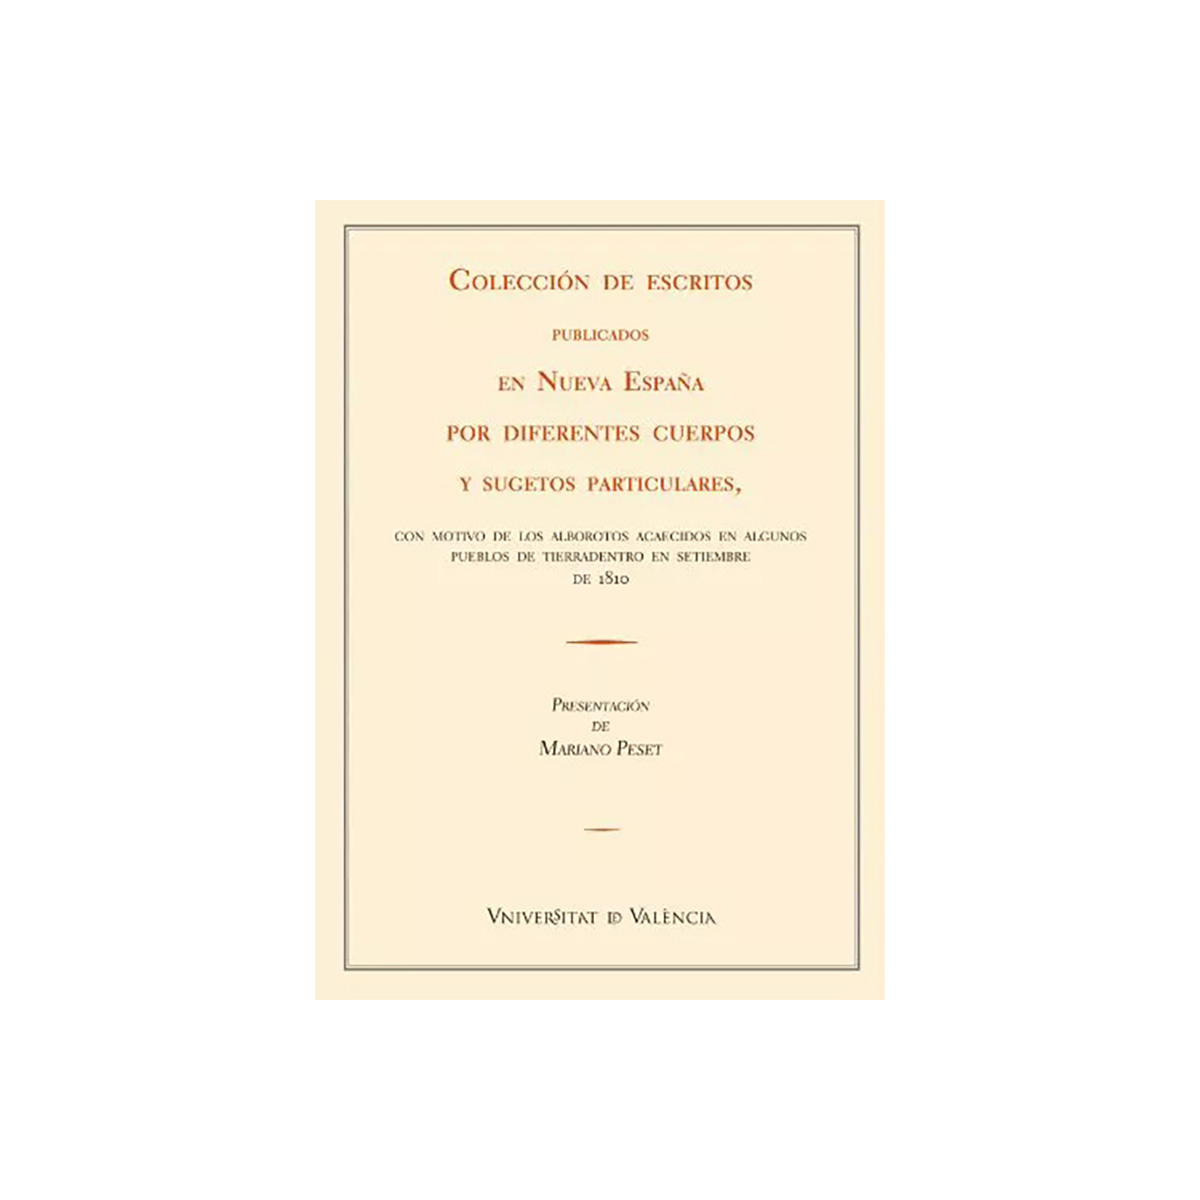 COLECCIÓN DE ESCRITOS
PUBLICADOS
EN NUEVA ESPAÑA
POR DIFERENTES CUERPOS
Y SUGETOS PARTICULARES,
CON MOTIVO DE LOS ALBOROTOS ACAECIDOS EN ALGUNOS
PUEBLOS DE TIERRADENTRO EN SETIEMBRE
DE 1810
PRESENTACIÓN
DE
MARIANO PESET
VNIVERSITAT DE VALÈNCIA